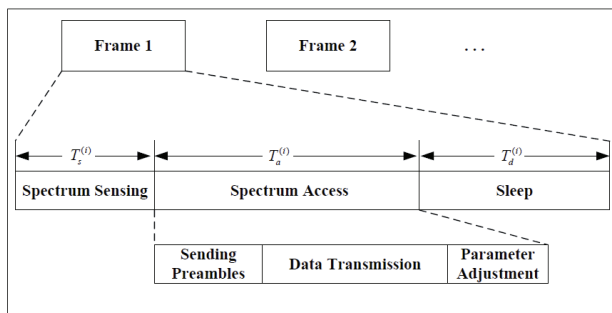 Frame 1 Frame 2 . . .
T_s^{(i)} T_a^{(i)} T_d^{(i)}
Spectrum Sensing Spectrum Access Sleep
Sending Preambles Data Transmission Parameter Adjustment